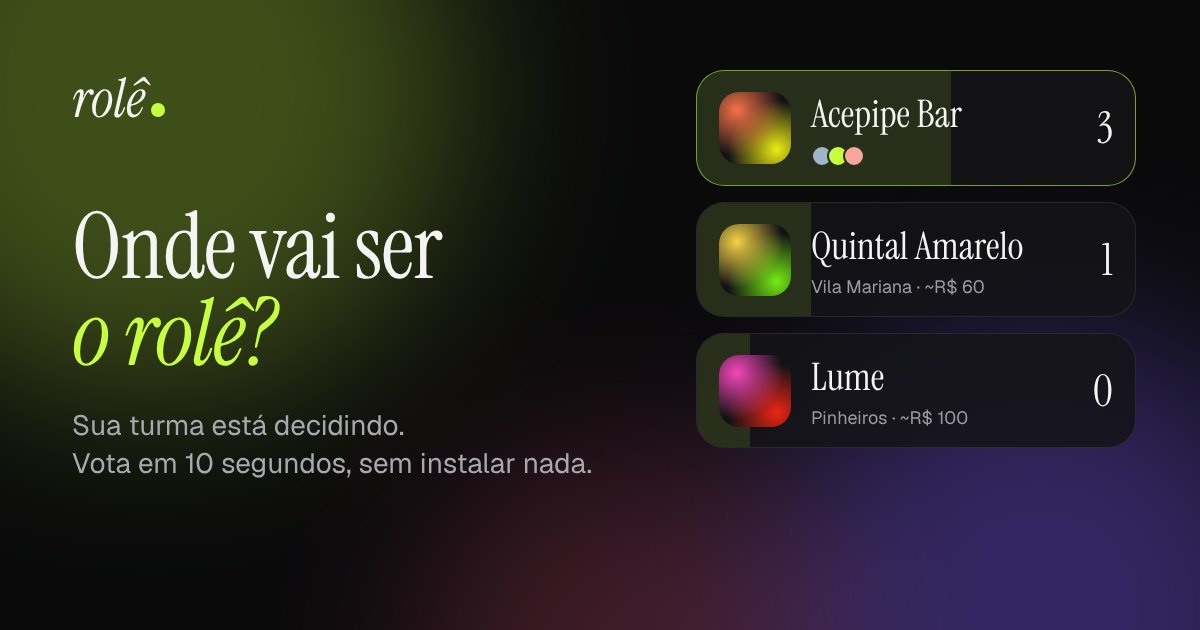 rolê.
Onde vai ser
o rolê?
Sua turma está decidindo.
Vota em 10 segundos, sem instalar nada.
Acepipe Bar
3
Quintal Amarelo
1
Vila Mariana · ~R$ 60
Lume
0
Pinheiros · ~R$ 100